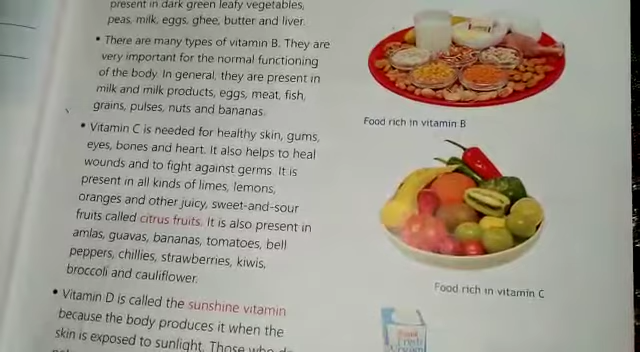 present in dark green leafy vegetables,
peas, milk, eggs, ghee, butter and liver.
• There are many types of vitamin B. They are
very important for the normal functioning
of the body. In general, they are present in
milk and milk products, eggs, meat, fish,
grains, pulses, nuts and bananas.
Food rich in vitamin B
• Vitamin C is needed for healthy skin, gums,
eyes, bones and heart. It also helps to heal
wounds and to fight against germs. It is
present in all kinds of limes, lemons,
oranges and other juicy, sweet-and-sour
fruits called citrus fruits. It is also present in
amlas, guavas, bananas, tomatoes, bell
peppers, chillies, strawberries, kiwis,
broccoli and cauliflower.
Food rich in vitamin C
• Vitamin D is called the sunshine vitamin
because the body produces it when the
skin is exposed to sunlight. Those who
Fresh
Cream